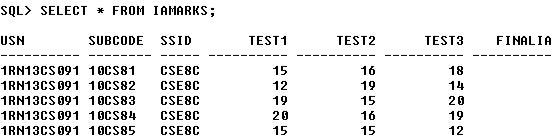 SQL> SELECT * FROM IAMARKS;
USN SUBCODE SSID TEST1 TEST2 TEST3 FINALIA
---------- -------- ----- ---------- ---------- ---------- ----------
1RN13CS091 10CS81 CSE8C 15 16 18
1RN13CS091 10CS82 CSE8C 12 19 14
1RN13CS091 10CS83 CSE8C 19 15 20
1RN13CS091 10CS84 CSE8C 20 16 19
1RN13CS091 10CS85 CSE8C 15 15 12